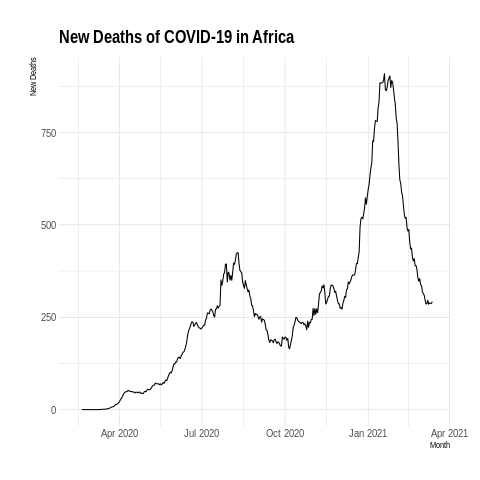 New Deaths of COVID-19 in Africa
New Deaths
750
500
250
0
Apr 2020 Jul 2020 Oct 2020 Jan 2021 Apr 2021
Month